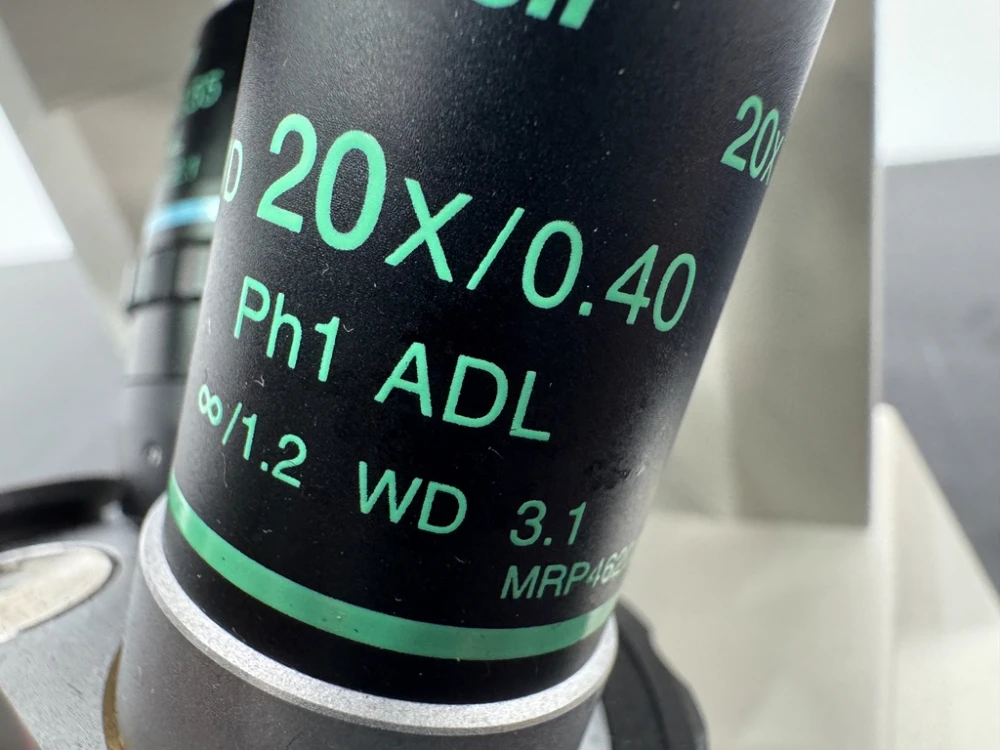 20X/0.40
20X
Ph1 ADL
∞/1.2 WD 3.1